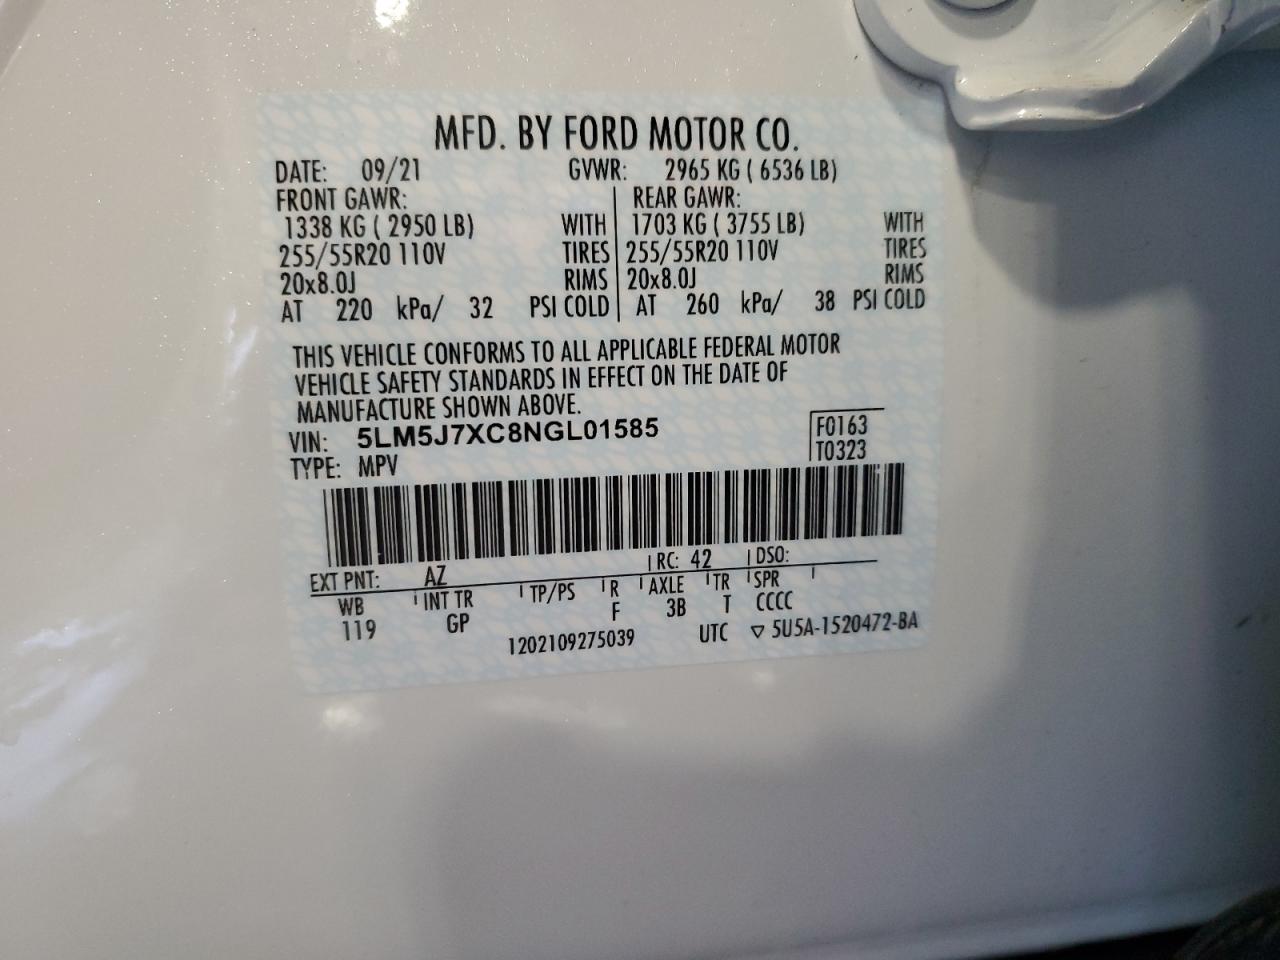 MFD. BY FORD MOTOR CO.
DATE: 09/21 GVWR: 2965 KG ( 6536 LB)
FRONT GAWR: REAR GAWR:
1338 KG ( 2950 LB) WITH 1703 KG ( 3755 LB) WITH
255/55R20 110V TIRES 255/55R20 110V TIRES
20x8.0J RIMS 20x8.0J RIMS
AT 220 kPa/ 32 PSI COLD AT 260 kPa/ 38 PSI COLD
THIS VEHICLE CONFORMS TO ALL APPLICABLE FEDERAL MOTOR
VEHICLE SAFETY STANDARDS IN EFFECT ON THE DATE OF
MANUFACTURE SHOWN ABOVE.
VIN: 5LM5J7XC8NGL01585 F0163
TYPE: MPV T0323
EXT PNT: AZ RC: 42 DSO:
WB INT TR TP/PS R AXLE TR SPR
119 GP F 3B T CCCC
1202109275039 UTC ▽ 5U5A-1520472-BA